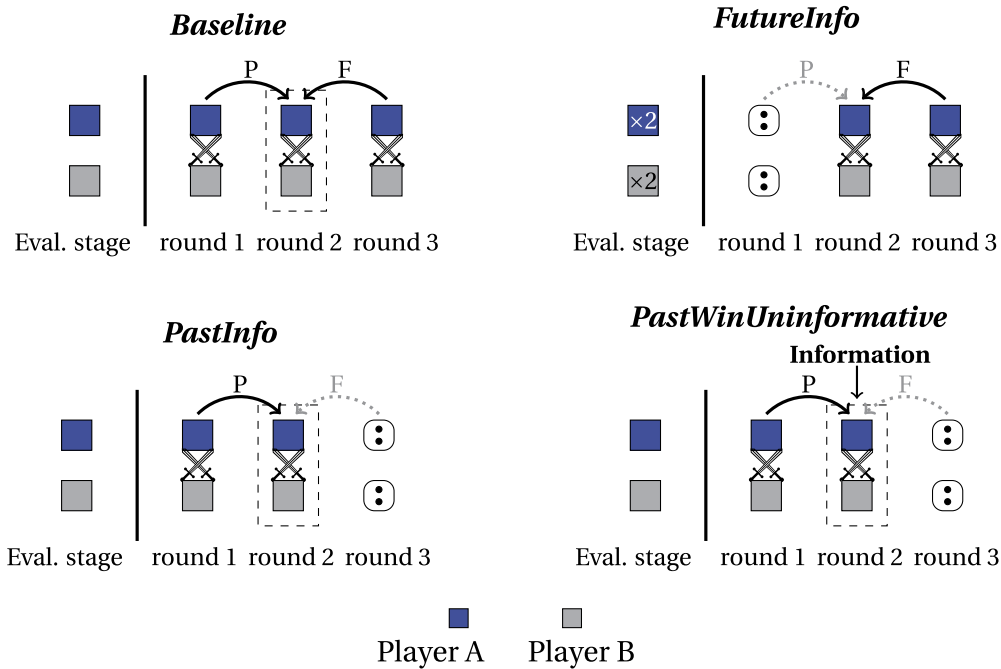 Baseline
P F
Eval. stage round 1 round 2 round 3
FutureInfo
P F
×2
×2
Eval. stage round 1 round 2 round 3
PastInfo
P F
Eval. stage round 1 round 2 round 3
PastWinUninformative
Information
P F
Eval. stage round 1 round 2 round 3
Player A Player B